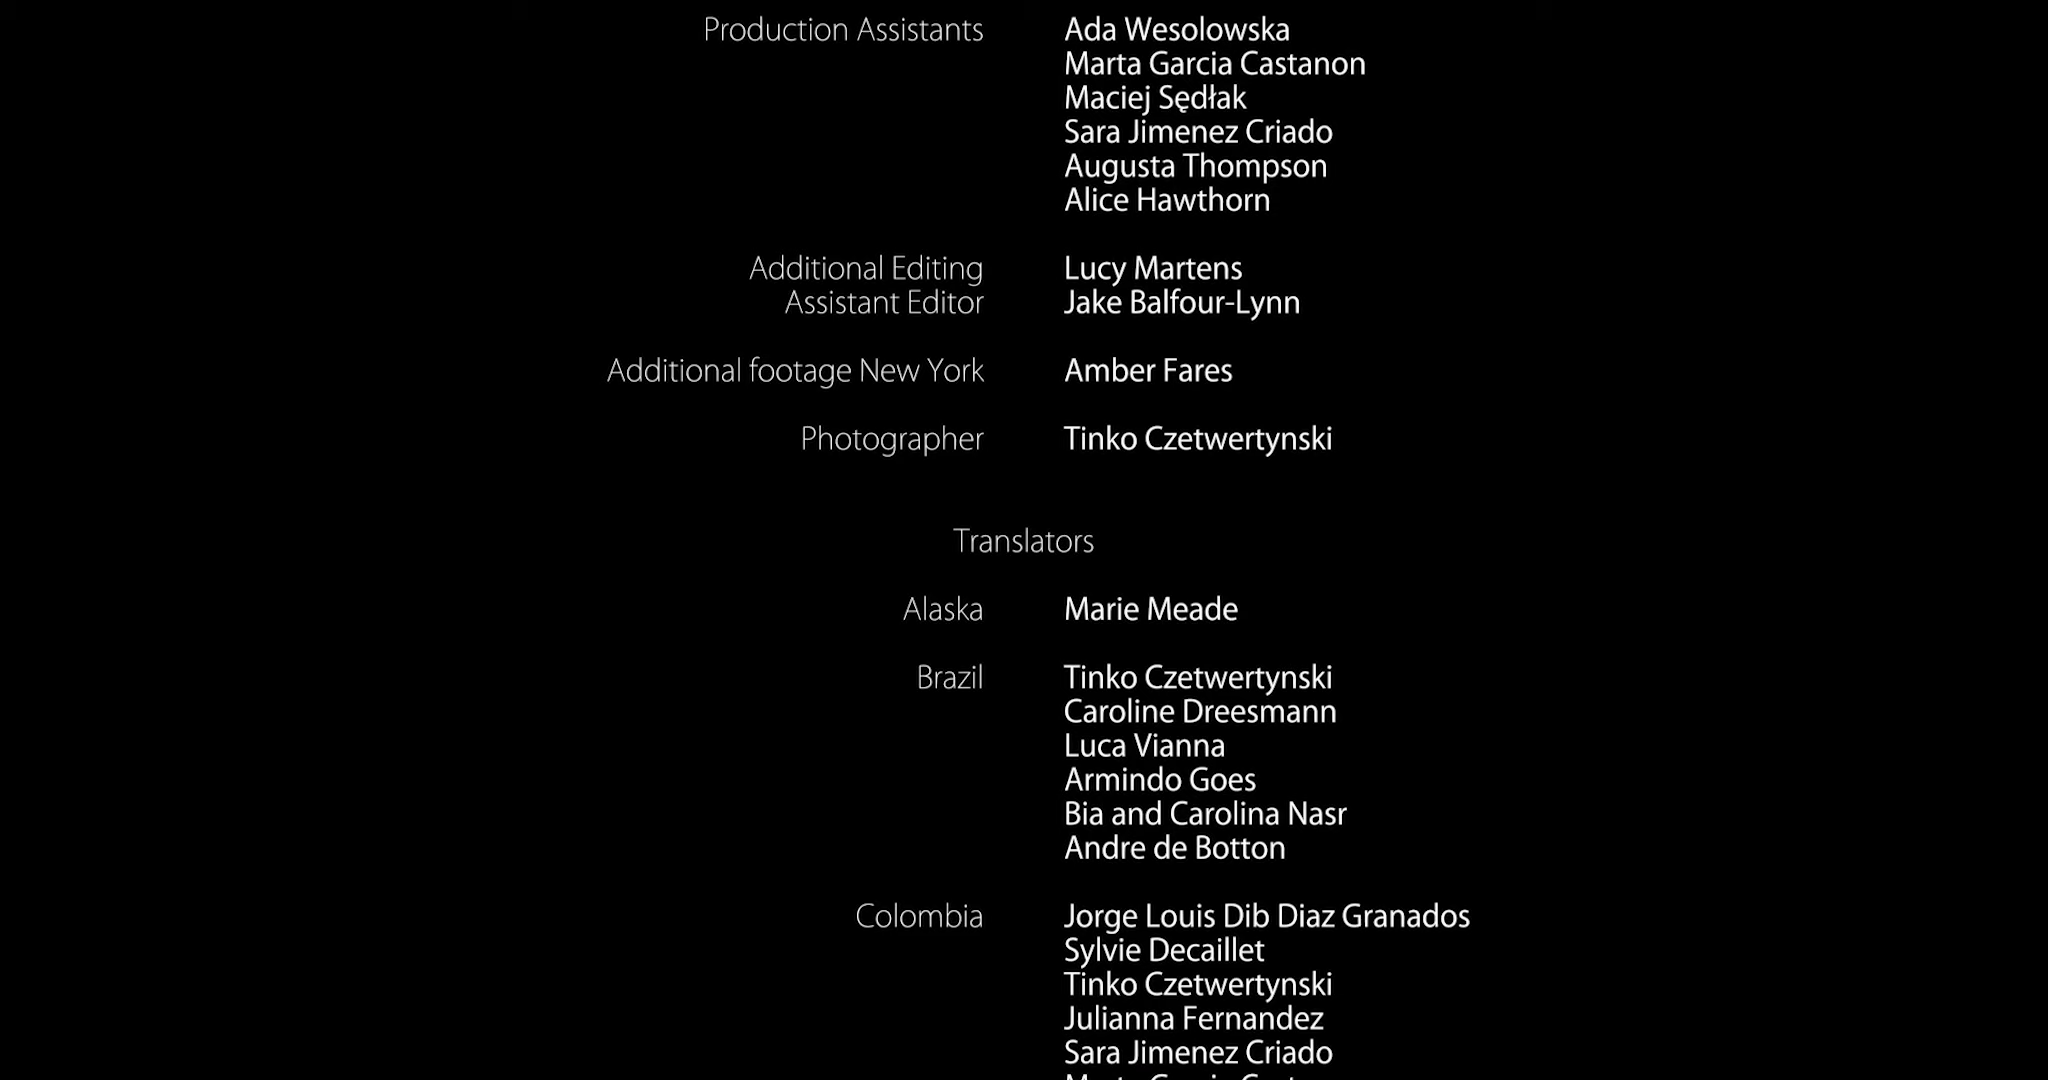 Production Assistants Ada Wesolowska
Marta Garcia Castanon
Maciej Sędłak
Sara Jimenez Criado
Augusta Thompson
Alice Hawthorn
Additional Editing Lucy Martens
Assistant Editor Jake Balfour-Lynn
Additional footage New York Amber Fares
Photographer Tinko Czetwertynski
Translators
Alaska Marie Meade
Brazil Tinko Czetwertynski
Caroline Dreesmann
Luca Vianna
Armindo Goes
Bia and Carolina Nasr
Andre de Botton
Colombia Jorge Louis Dib Diaz Granados
Sylvie Decaillet
Tinko Czetwertynski
Julianna Fernandez
Sara Jimenez Criado